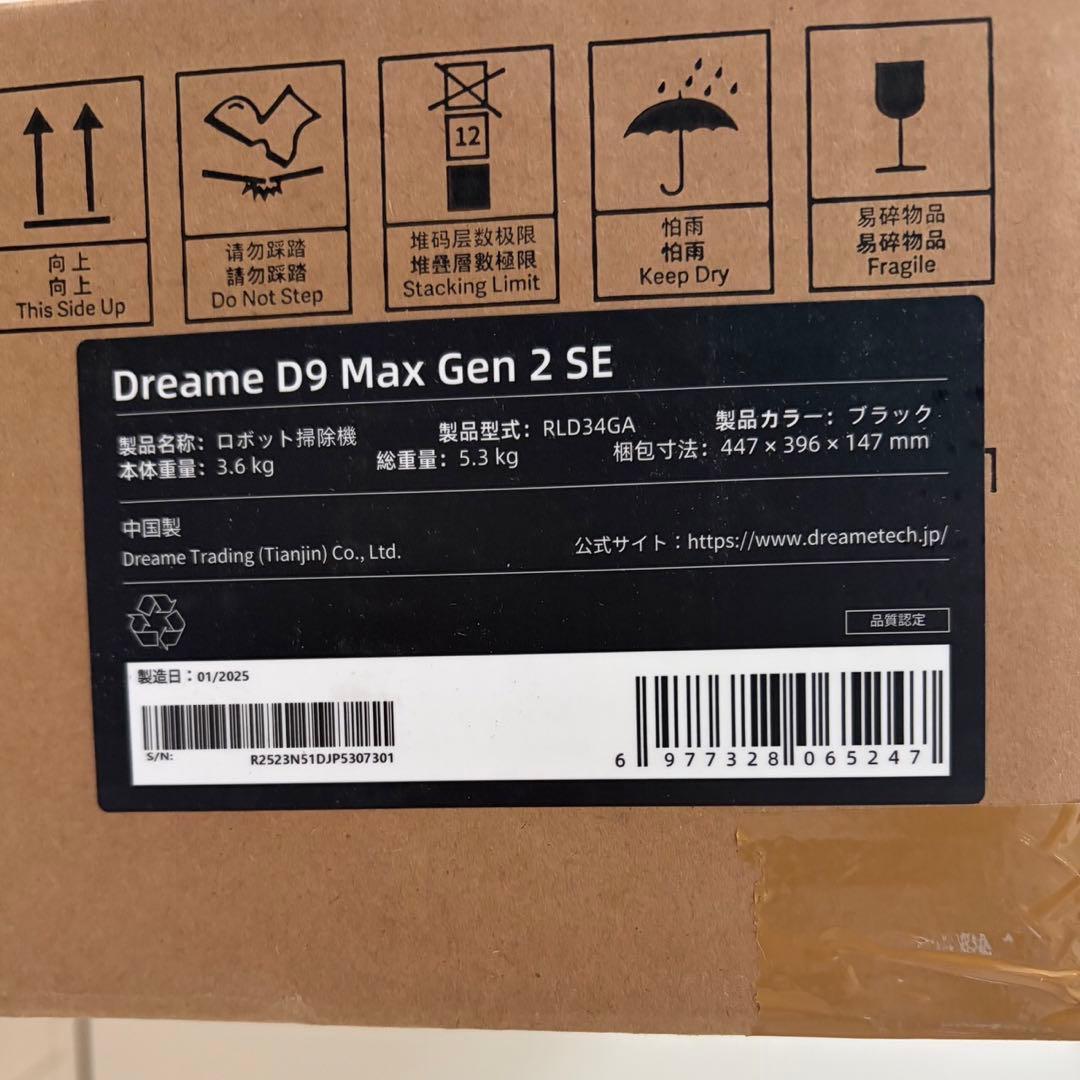 向上
向上
This Side Up
请勿踩踏
請勿踩踏
Do Not Step
12
堆码层数极限
堆疊層數極限
Stacking Limit
怕雨
怕雨
Keep Dry
易碎物品
易碎物品
Fragile
Dreame D9 Max Gen 2 SE
製品名称：ロボット掃除機 製品型式：RLD34GA 製品カラー：ブラック
本体重量：3.6 kg 総重量：5.3 kg 梱包寸法：447 × 396 × 147 mm
中国製
Dreame Trading (Tianjin) Co., Ltd. 公式サイト：https://www.dreametech.jp/
品質認定
製造日：01/2025
S/N: R2523N51DJP5307301
6 977328 065247